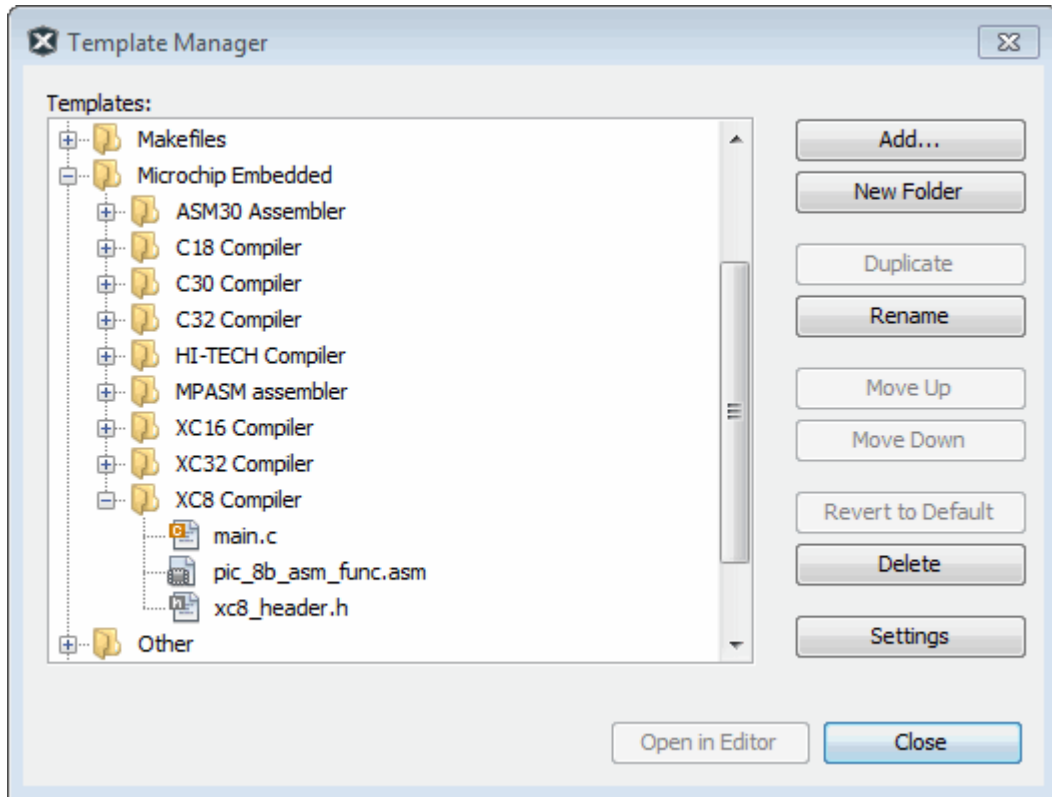 Template Manager
Templates:
Makefiles
Microchip Embedded
ASM30 Assembler
C18 Compiler
C30 Compiler
C32 Compiler
HI-TECH Compiler
MPASM assembler
XC16 Compiler
XC32 Compiler
XC8 Compiler
main.c
pic_8b_asm_func.asm
xc8_header.h
Other
Add...
New Folder
Duplicate
Rename
Move Up
Move Down
Revert to Default
Delete
Settings
Open in Editor
Close